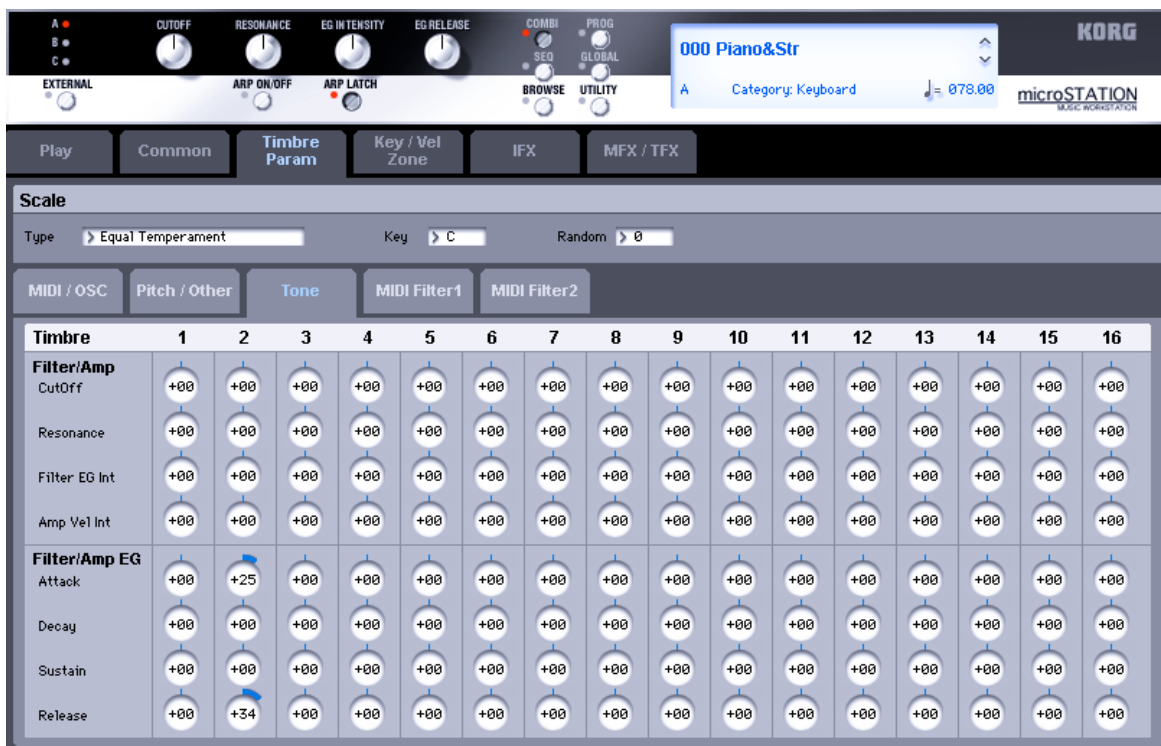 A CUTOFF RESONANCE EG INTENSITY EG RELEASE COMBI PROG KORG
B
C SEQ GLOBAL
000 Piano&Str
EXTERNAL ARP ON/OFF ARP LATCH BROWSE UTILITY
A Category: Keyboard ♩= 078.00
microSTATION
MUSIC WORKSTATION
Play Common Timbre Param Key / Vel Zone IFX MFX / TFX
Scale
Type Equal Temperament Key C Random 0
MIDI / OSC Pitch / Other Tone MIDI Filter1 MIDI Filter2
Timbre 1 2 3 4 5 6 7 8 9 10 11 12 13 14 15 16
Filter/Amp
CutOff +00 +00 +00 +00 +00 +00 +00 +00 +00 +00 +00 +00 +00 +00 +00 +00
Resonance +00 +00 +00 +00 +00 +00 +00 +00 +00 +00 +00 +00 +00 +00 +00 +00
Filter EG Int +00 +00 +00 +00 +00 +00 +00 +00 +00 +00 +00 +00 +00 +00 +00 +00
Amp Vel Int +00 +00 +00 +00 +00 +00 +00 +00 +00 +00 +00 +00 +00 +00 +00 +00
Filter/Amp EG
Attack +00 +25 +00 +00 +00 +00 +00 +00 +00 +00 +00 +00 +00 +00 +00 +00
Decay +00 +00 +00 +00 +00 +00 +00 +00 +00 +00 +00 +00 +00 +00 +00 +00
Sustain +00 +00 +00 +00 +00 +00 +00 +00 +00 +00 +00 +00 +00 +00 +00 +00
Release +00 +34 +00 +00 +00 +00 +00 +00 +00 +00 +00 +00 +00 +00 +00 +00